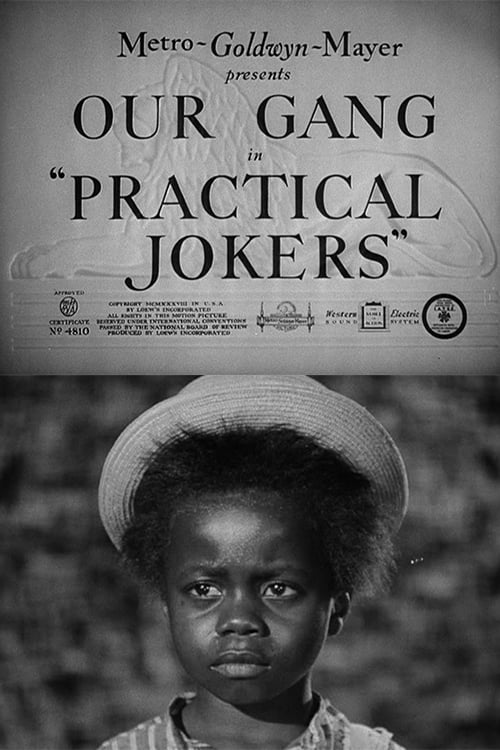 Metro-Goldwyn-Mayer
presents
OUR GANG
in
"PRACTICAL
JOKERS"
APPROVED
CERTIFICATE
Nº 4810
COPYRIGHT MCMXXXVIII IN U.S.A.
BY LOEW'S INCORPORATED
ALL RIGHTS IN THIS MOTION PICTURE
RESERVED UNDER INTERNATIONAL CONVENTIONS
PASSED BY THE NATIONAL BOARD OF REVIEW
PRODUCED BY LOEW'S INCORPORATED
Western Electric
SOUND SYSTEM